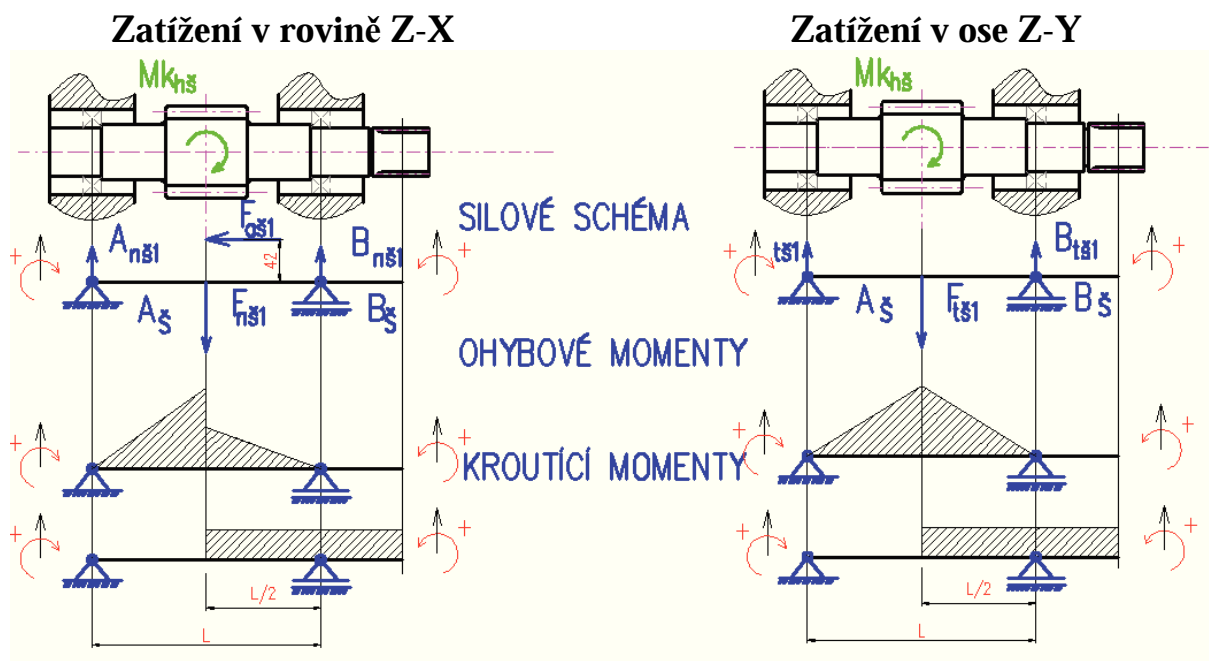 Zatížení v rovině Z-X
Zatížení v ose Z-Y
Mkhš
Mkhš
SILOVÉ SCHÉMA
Anš1
Faš1
42
Bnš1
+
+
Aš
Fnš1
Bš
tš1
Btš1
+
+
Aš
Ftš1
Bš
OHYBOVÉ MOMENTY
+
+
+
+
KROUTÍCÍ MOMENTY
+
+
+
+
L/2
L
L/2
L